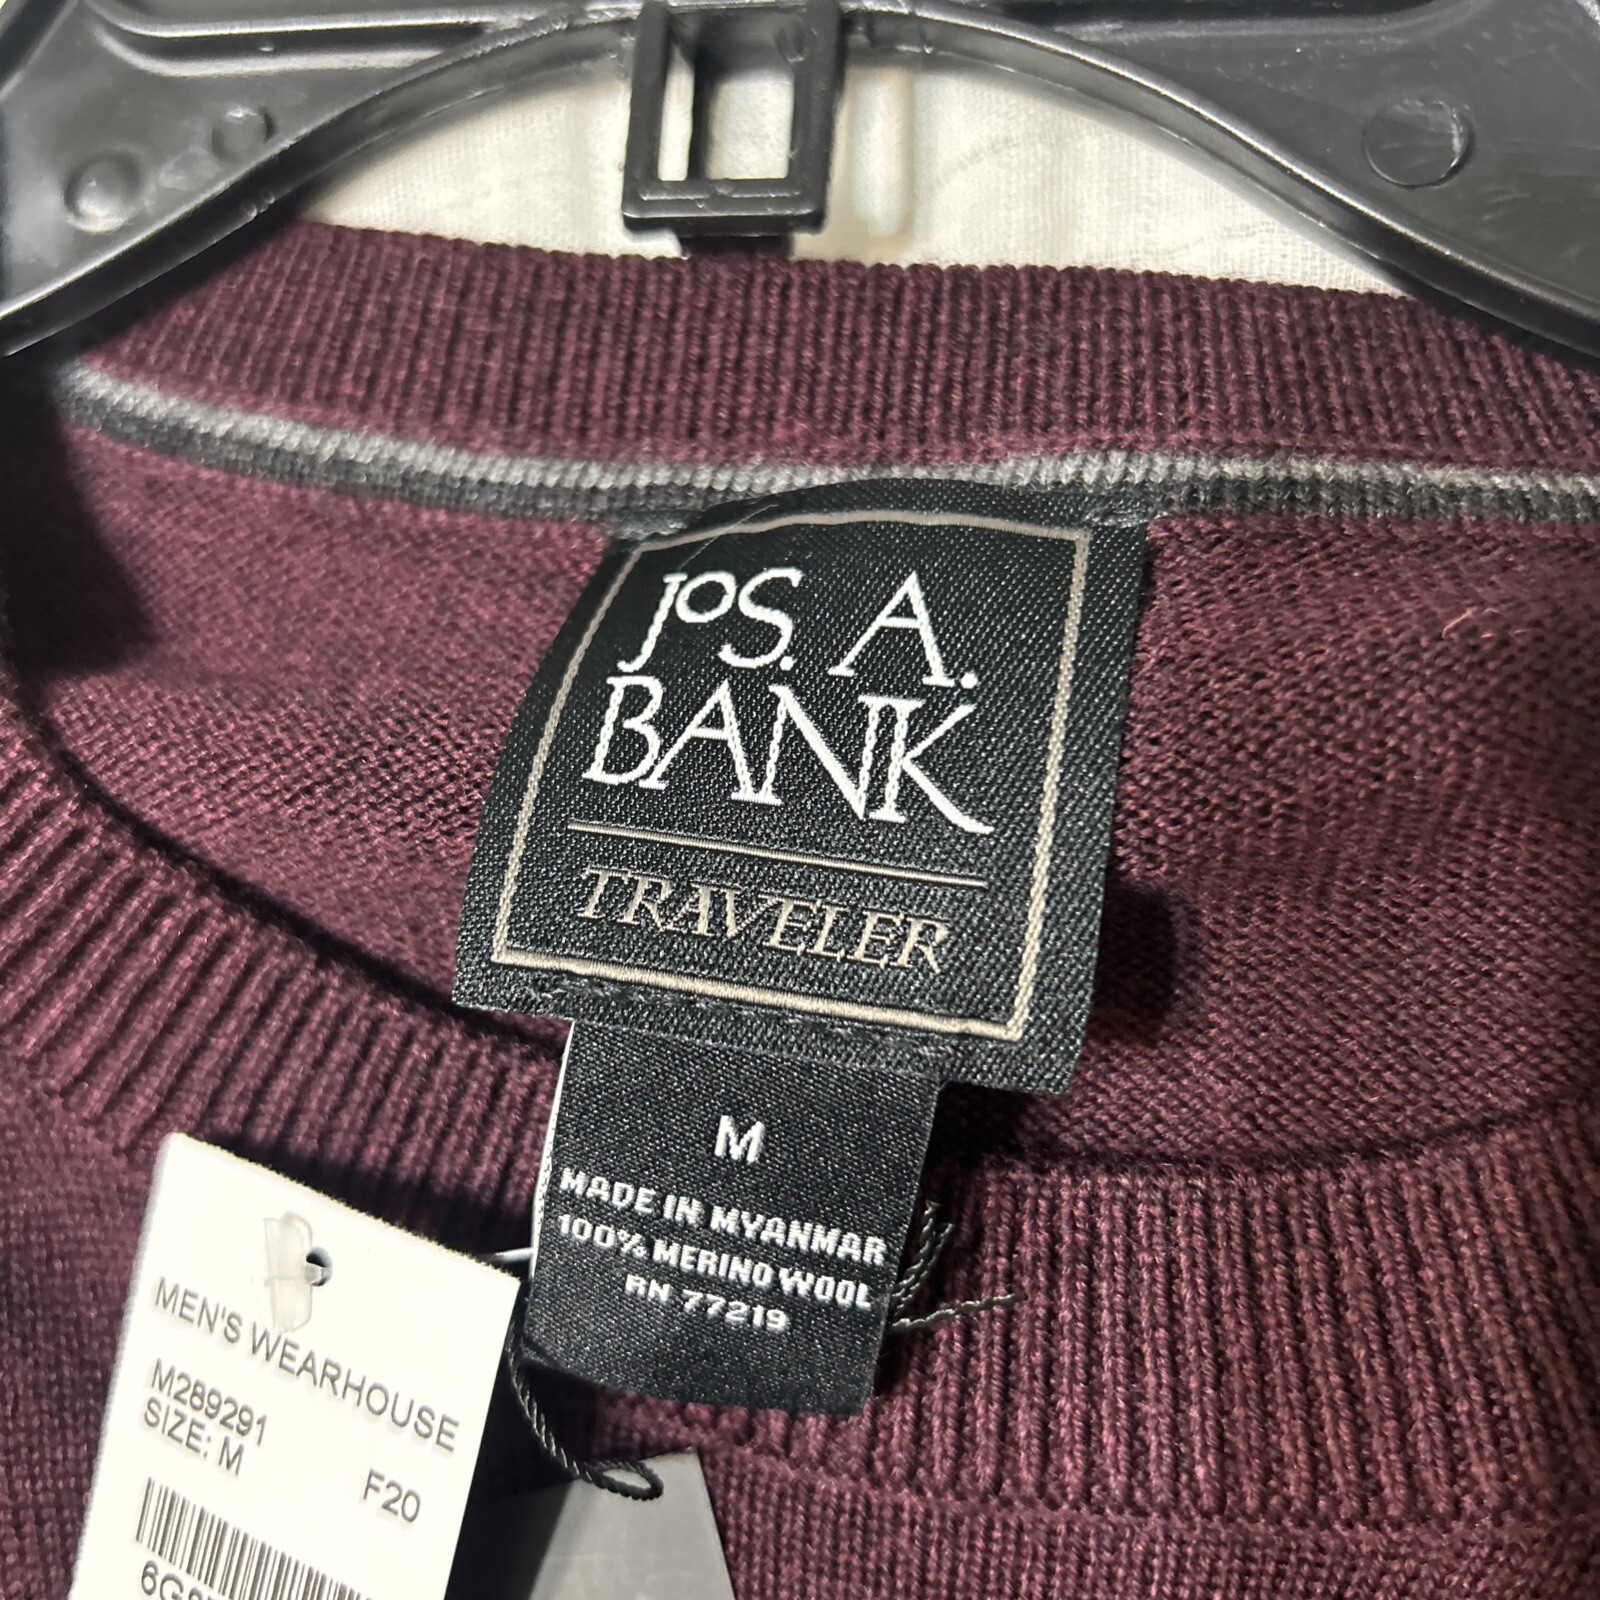 JOS. A.
BANK
TRAVELER
M
MADE IN MYANMAR
100% MERINO WOOL
RN 77219
MEN'S WEARHOUSE
M289291
SIZE: M
F20